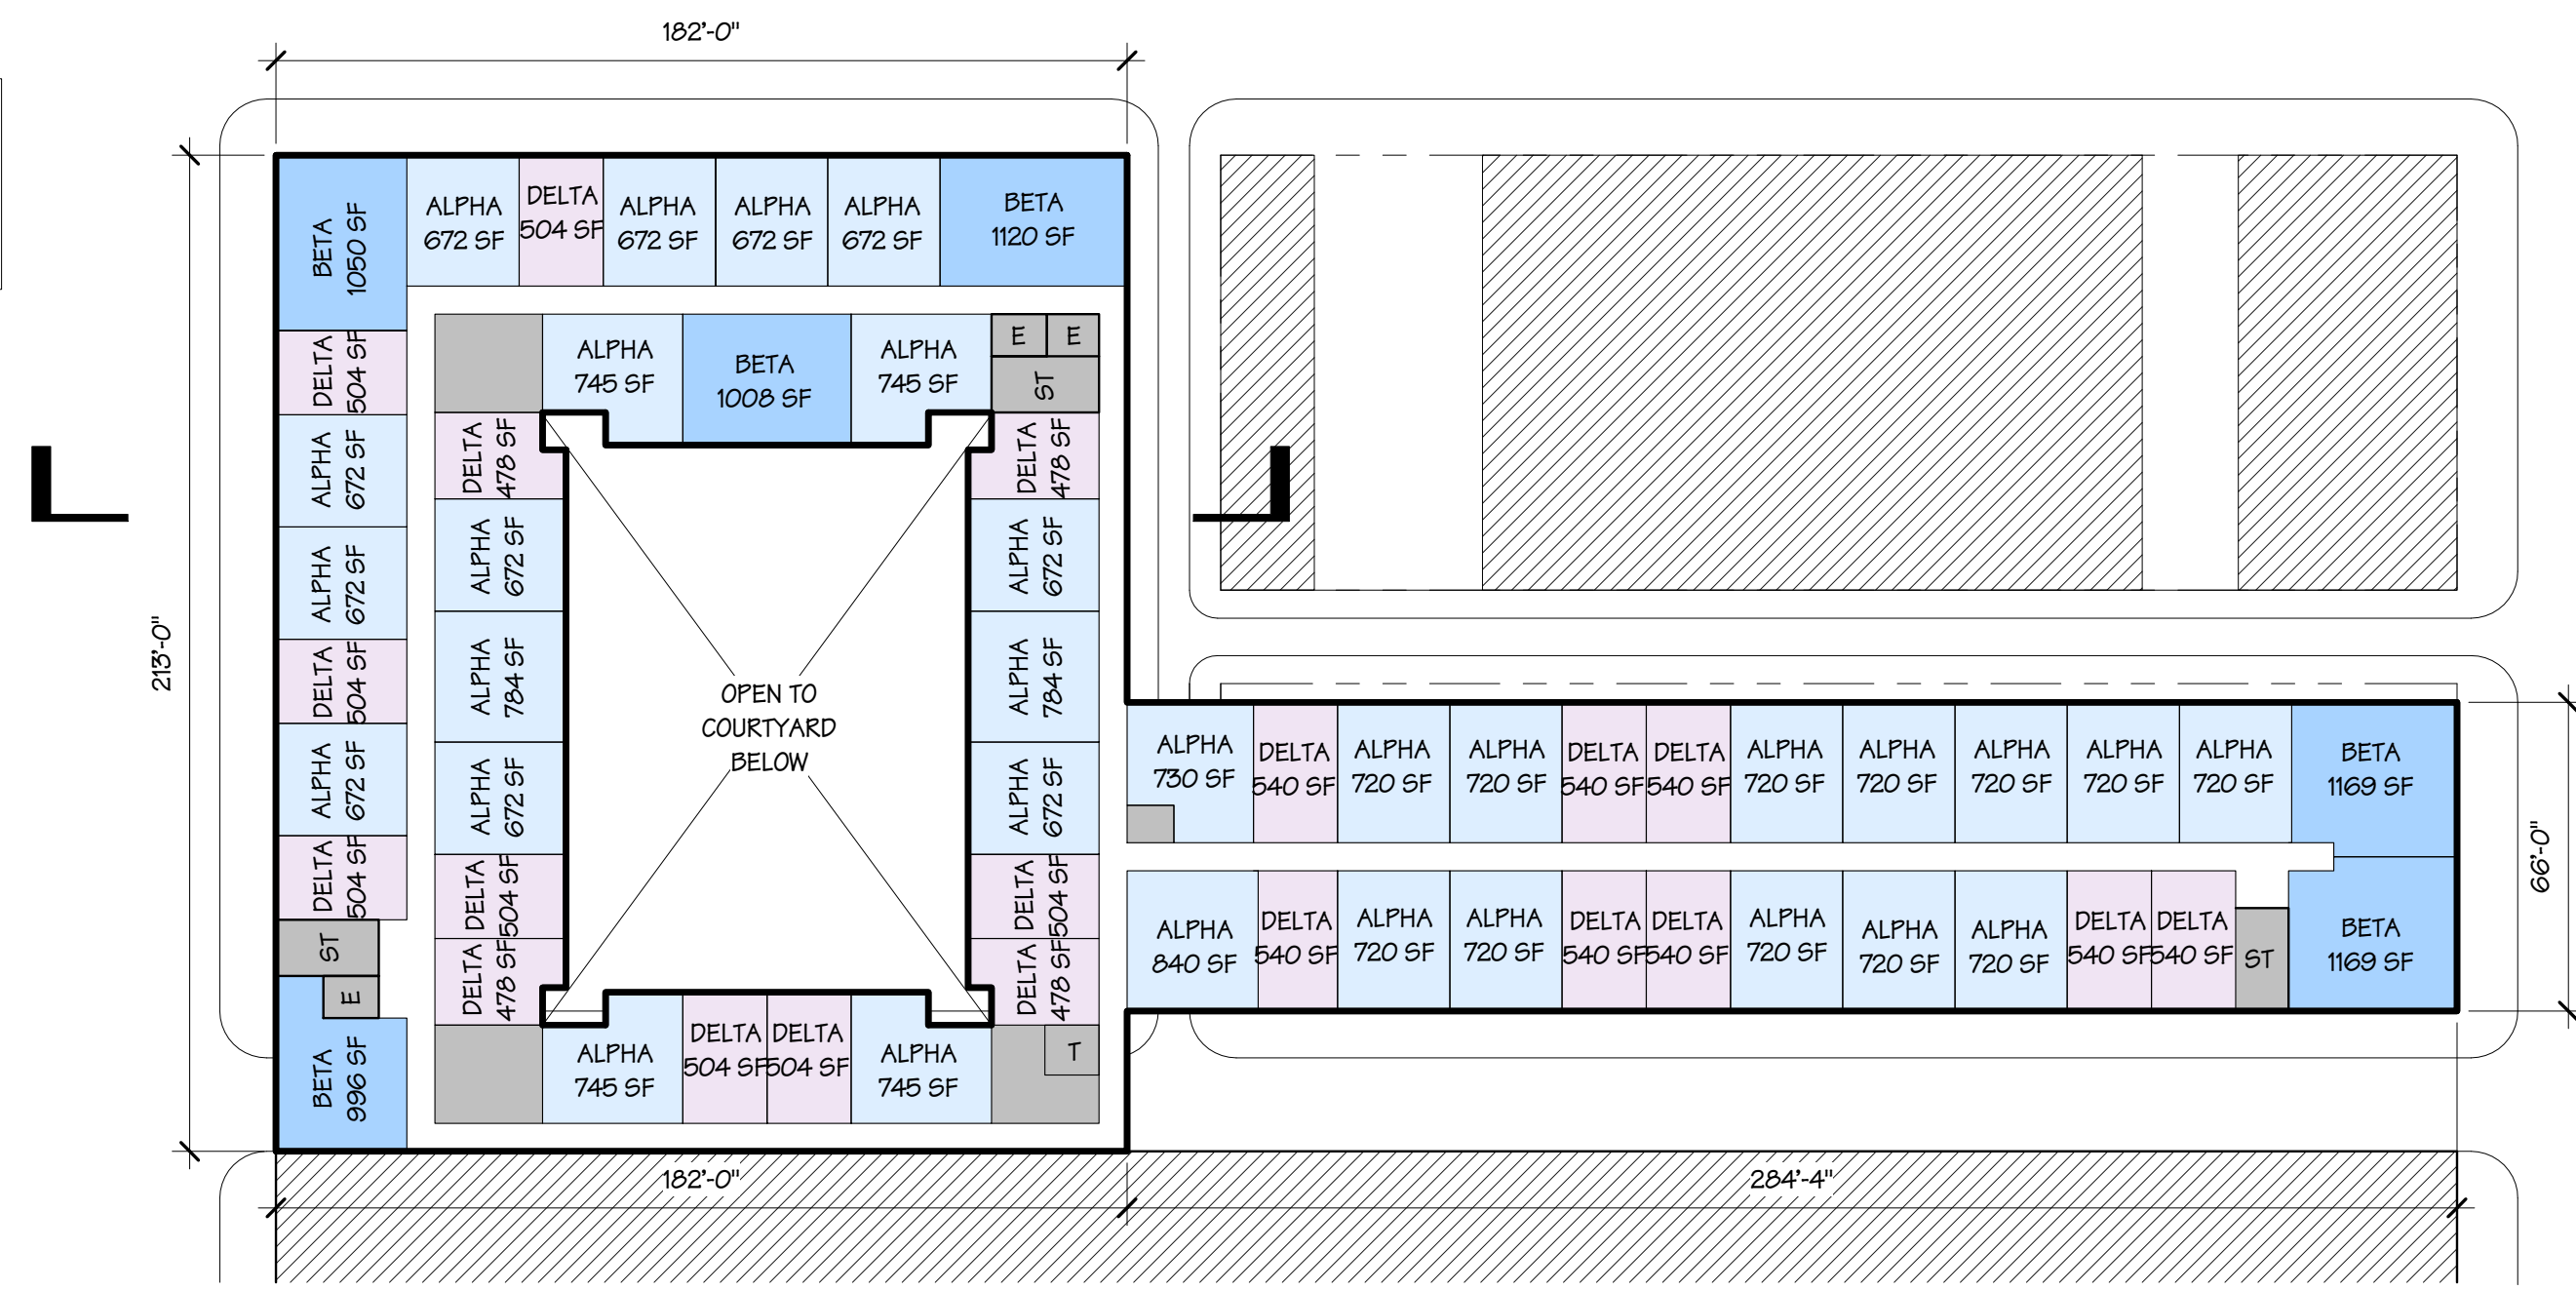 182'-0"
BETA
1050 SF
ALPHA
672 SF
DELTA
504 SF
ALPHA
672 SF
ALPHA
672 SF
ALPHA
672 SF
BETA
1120 SF
DELTA
504 SF
ALPHA
672 SF
ALPHA
672 SF
DELTA
504 SF
ALPHA
672 SF
DELTA
504 SF
ST
E
BETA
996 SF
213'-0"
ALPHA
745 SF
BETA
1008 SF
ALPHA
745 SF
E
E
ST
DELTA
478 SF
ALPHA
672 SF
ALPHA
784 SF
ALPHA
672 SF
DELTA
504 SF
DELTA
478 SF
OPEN TO
COURTYARD
BELOW
DELTA
478 SF
ALPHA
672 SF
ALPHA
784 SF
ALPHA
672 SF
DELTA
504 SF
DELTA
478 SF
ALPHA
745 SF
DELTA
504 SF
DELTA
504 SF
ALPHA
745 SF
T
ALPHA
730 SF
DELTA
540 SF
ALPHA
720 SF
ALPHA
720 SF
DELTA
540 SF
DELTA
540 SF
ALPHA
720 SF
ALPHA
720 SF
ALPHA
720 SF
ALPHA
720 SF
ALPHA
720 SF
BETA
1169 SF
ALPHA
840 SF
DELTA
540 SF
ALPHA
720 SF
ALPHA
720 SF
DELTA
540 SF
DELTA
540 SF
ALPHA
720 SF
ALPHA
720 SF
ALPHA
720 SF
DELTA
540 SF
DELTA
540 SF
ST
BETA
1169 SF
66'-0"
182'-0"
284'-4"